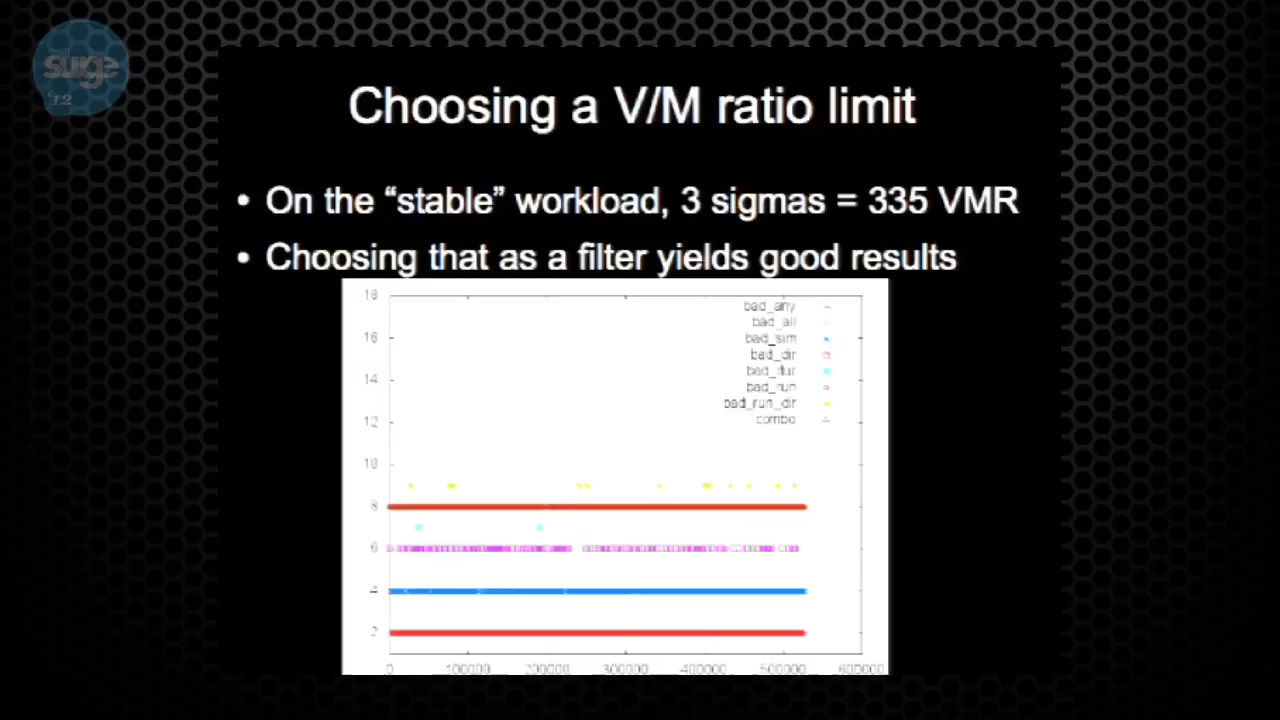 surge
'12
Choosing a V/M ratio limit
• On the “stable” workload, 3 sigmas = 335 VMR
• Choosing that as a filter yields good results
18
16
14
12
10
8
6
4
2
bad_any
bad_all
bad_sim
bad_dir
bad_dur
bad_run
bad_run_dir
combo
0 100000 200000 300000 400000 500000 600000